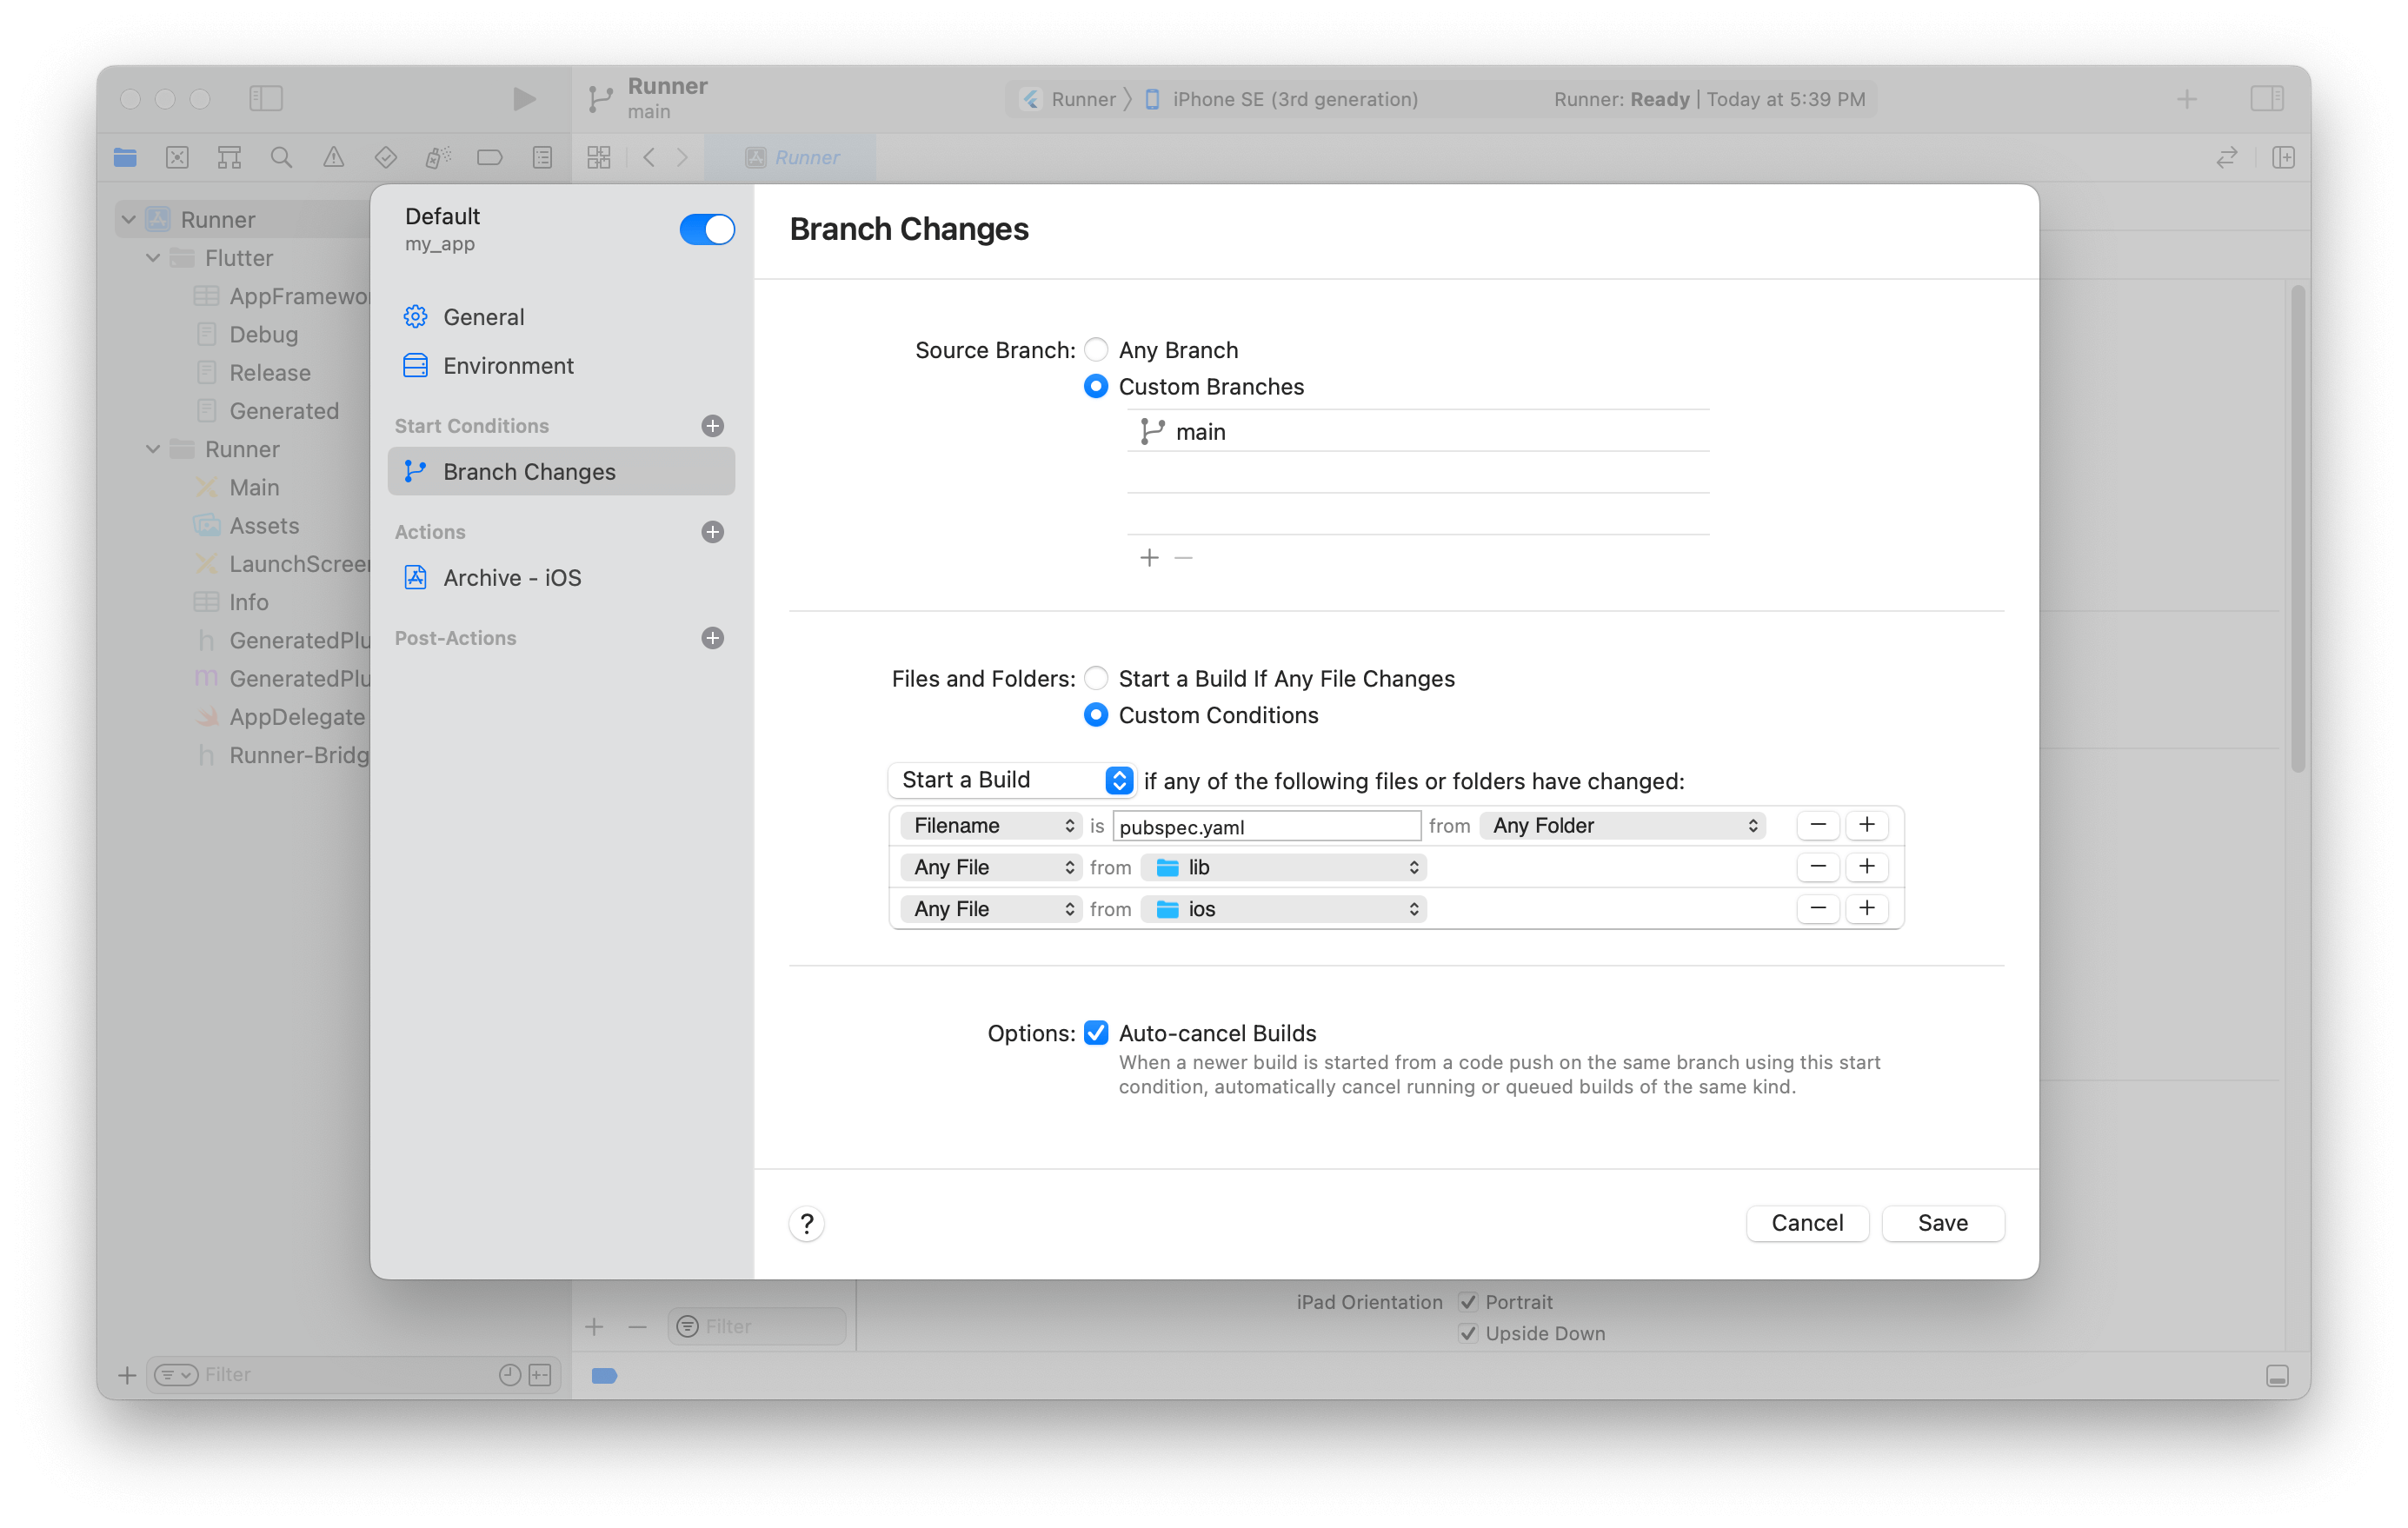 Runner
main
Runner
iPhone SE (3rd generation)
Runner: Ready | Today at 5:39 PM
Runner
Runner
Flutter
AppFramewor
Debug
Release
Generated
Runner
Main
Assets
LaunchScreen
Info
GeneratedPlu
GeneratedPlu
AppDelegate
Runner-Bridg
Filter
Default
my_app
General
Environment
Start Conditions
Branch Changes
Actions
Archive - iOS
Post-Actions
Branch Changes
Source Branch: Any Branch
Custom Branches
main
Files and Folders: Start a Build If Any File Changes
Custom Conditions
Start a Build if any of the following files or folders have changed:
Filename is pubspec.yaml from Any Folder
Any File from lib
Any File from ios
Options: Auto-cancel Builds
When a newer build is started from a code push on the same branch using this start
condition, automatically cancel running or queued builds of the same kind.
?
Cancel
Save
Filter
iPad Orientation Portrait
Upside Down